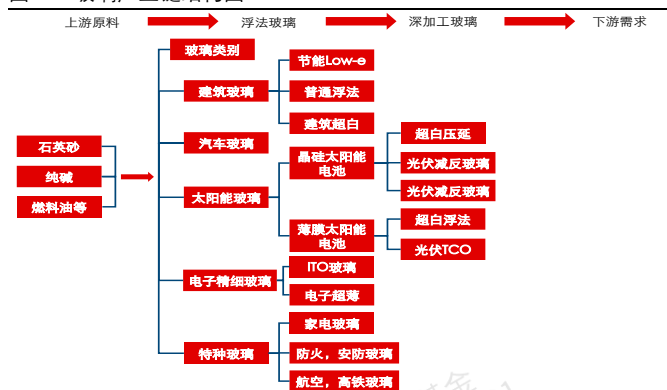 上游原料 浮法玻璃 深加工玻璃 下游需求
玻璃类别
节能Low-e
建筑玻璃
普通浮法
建筑超白
超白压延
石英砂
汽车玻璃
晶硅太阳能
电池
光伏减反玻璃
纯碱
太阳能玻璃
光伏减反玻璃
燃料油等
超白浮法
薄膜太阳能
电池
光伏TCO
ITO玻璃
电子精细玻璃
电子超薄
家电玻璃
特种玻璃
防火，安防玻璃
航空，高铁玻璃